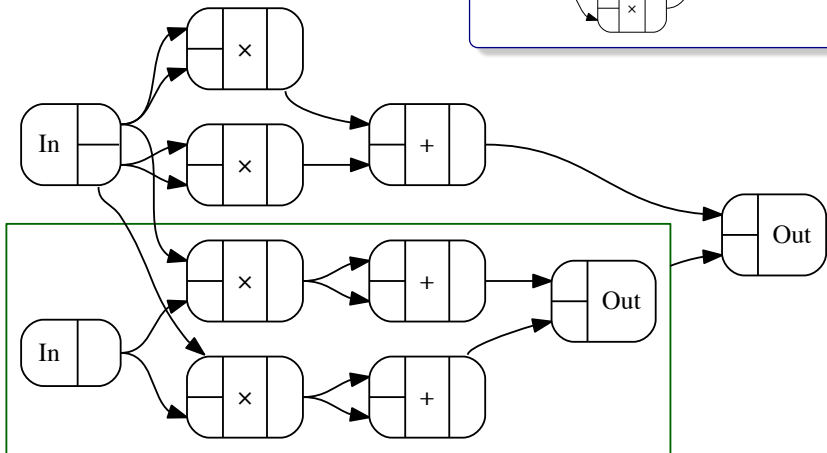 ×
×
In
×
+
Out
×
+
Out
In
×
+